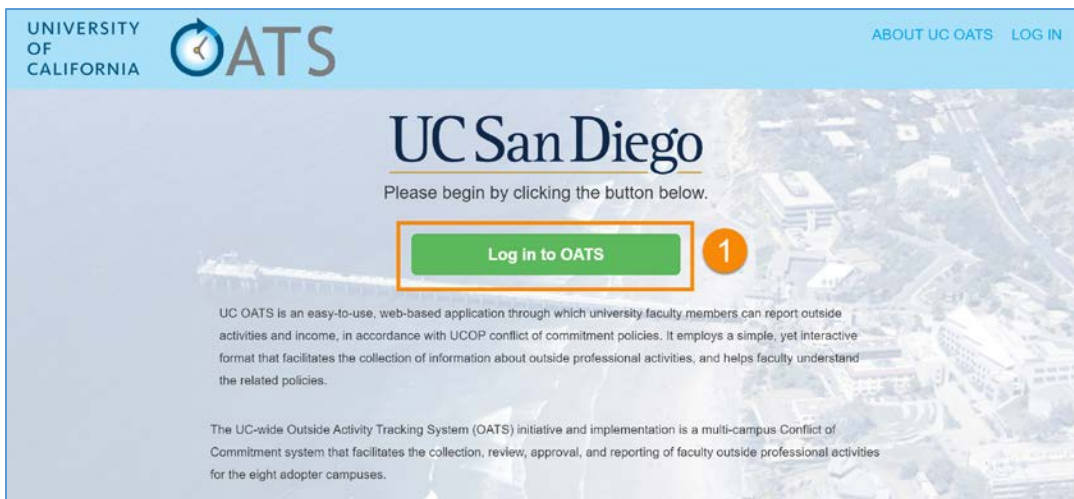 UNIVERSITY
OF
CALIFORNIA
OATS
ABOUT UC OATS LOG IN
UC San Diego
Please begin by clicking the button below.
Log in to OATS
1
UC OATS is an easy-to-use, web-based application through which university faculty members can report outside
activities and income, in accordance with UCOP conflict of commitment policies. It employs a simple, yet interactive
format that facilitates the collection of information about outside professional activities, and helps faculty understand
the related policies.
The UC-wide Outside Activity Tracking System (OATS) initiative and implementation is a multi-campus Conflict of
Commitment system that facilitates the collection, review, approval, and reporting of faculty outside professional activities
for the eight adopter campuses.